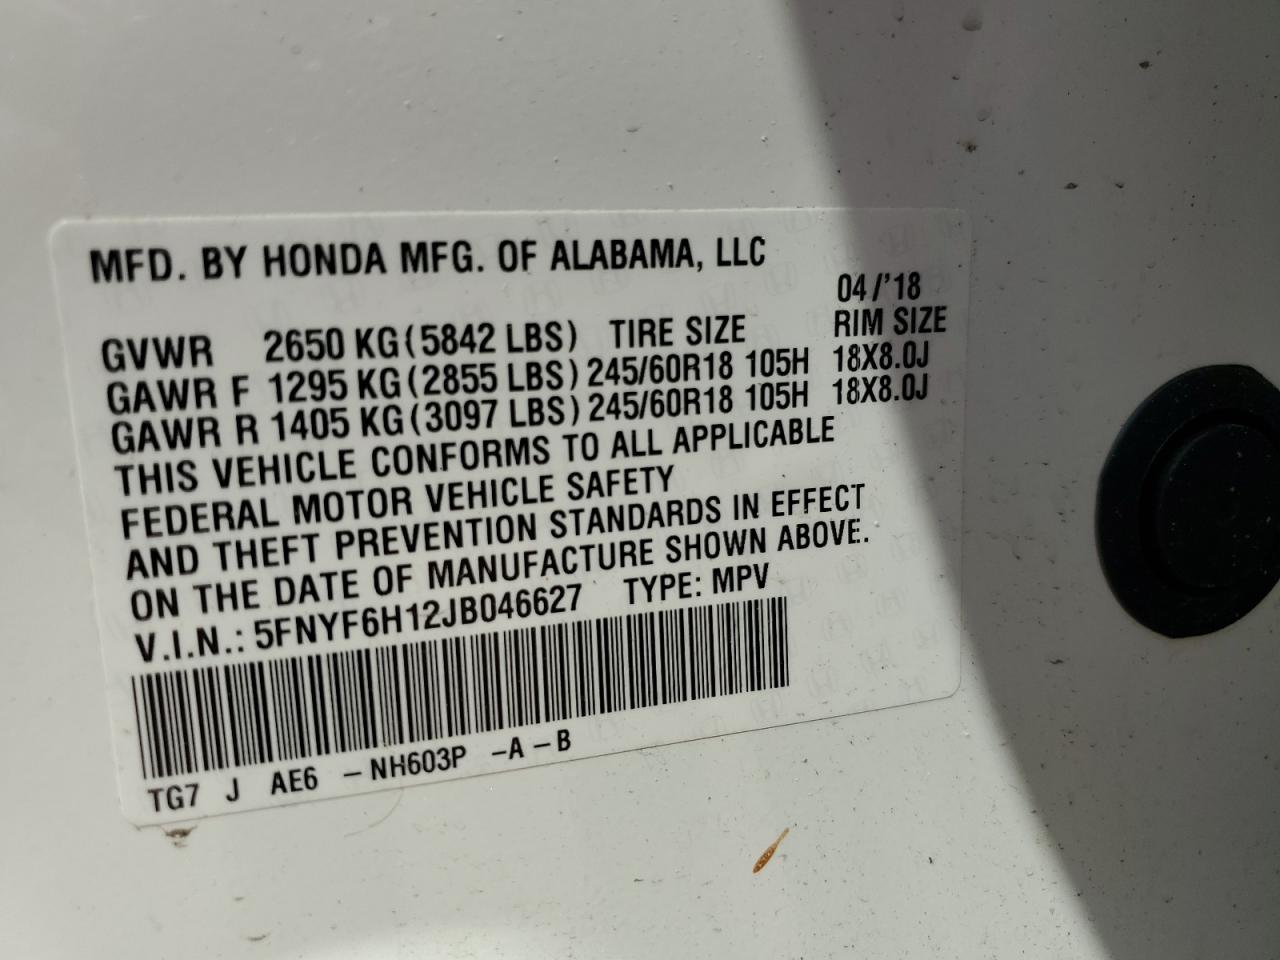 MFD. BY HONDA MFG. OF ALABAMA, LLC
04/'18
GVWR 2650 KG(5842 LBS) TIRE SIZE RIM SIZE
GAWR F 1295 KG(2855 LBS) 245/60R18 105H 18X8.0J
GAWR R 1405 KG(3097 LBS) 245/60R18 105H 18X8.0J
THIS VEHICLE CONFORMS TO ALL APPLICABLE
FEDERAL MOTOR VEHICLE SAFETY
AND THEFT PREVENTION STANDARDS IN EFFECT
ON THE DATE OF MANUFACTURE SHOWN ABOVE.
V.I.N.: 5FNYF6H12JB046627 TYPE: MPV
TG7 J AE6 -NH603P -A-B